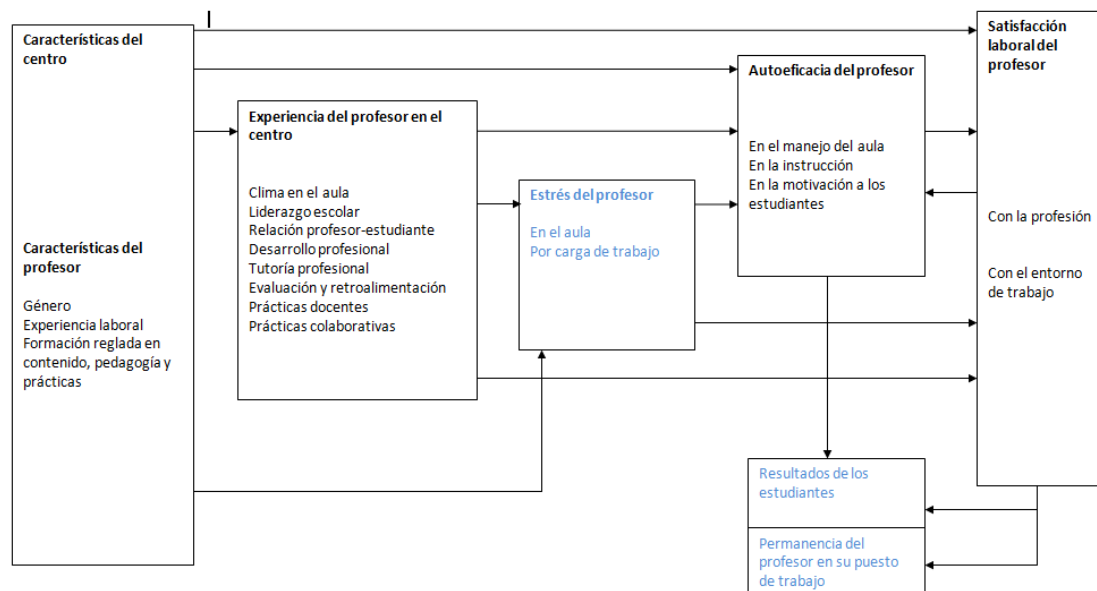 Características del
centro
Características del
profesor
Género
Experiencia laboral
Formación reglada en
contenido, pedagogía y
prácticas
Experiencia del profesor en el
centro
Clima en el aula
Liderazgo escolar
Relación profesor-estudiante
Desarrollo profesional
Tutoría profesional
Evaluación y retroalimentación
Prácticas docentes
Prácticas colaborativas
Estrés del profesor
En el aula
Por carga de trabajo
Autoeficacia del profesor
En el manejo del aula
En la instrucción
En la motivación a los
estudiantes
Satisfacción
laboral del
profesor
Con la profesión
Con el entorno
de trabajo
Resultados de los
estudiantes
Permanencia del
profesor en su puesto
de trabajo